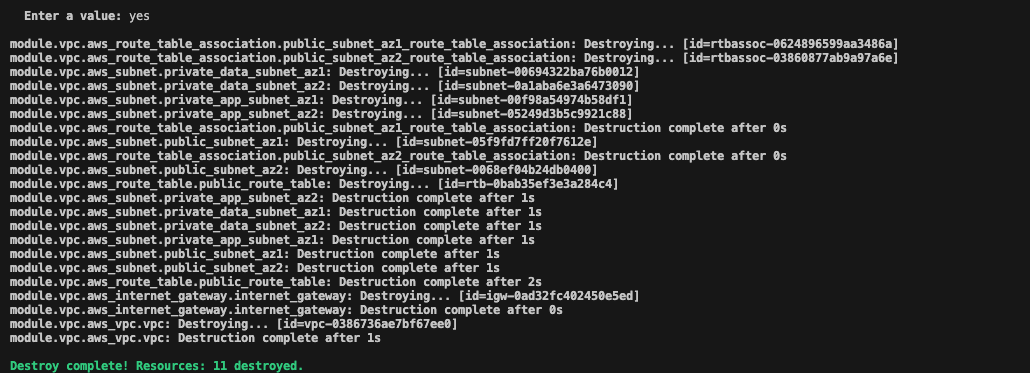 Enter a value: yes
module.vpc.aws_route_table_association.public_subnet_az1_route_table_association: Destroying... [id=rtbassoc-0624896599aa3486a]
module.vpc.aws_route_table_association.public_subnet_az2_route_table_association: Destroying... [id=rtbassoc-03860877ab9a97a6e]
module.vpc.aws_subnet.private_data_subnet_az1: Destroying... [id=subnet-00694322ba76b0012]
module.vpc.aws_subnet.private_data_subnet_az2: Destroying... [id=subnet-0a1aba6e3a6473090]
module.vpc.aws_subnet.private_app_subnet_az1: Destroying... [id=subnet-00f98a54974b58df1]
module.vpc.aws_subnet.private_app_subnet_az2: Destroying... [id=subnet-05249d3b5c9921c88]
module.vpc.aws_route_table_association.public_subnet_az1_route_table_association: Destruction complete after 0s
module.vpc.aws_subnet.public_subnet_az1: Destroying... [id=subnet-05f9fd7ff20f7612e]
module.vpc.aws_route_table_association.public_subnet_az2_route_table_association: Destruction complete after 0s
module.vpc.aws_subnet.public_subnet_az2: Destroying... [id=subnet-0068ef04b24db0400]
module.vpc.aws_route_table.public_route_table: Destroying... [id=rtb-0bab35ef3e3a284c4]
module.vpc.aws_subnet.private_app_subnet_az2: Destruction complete after 1s
module.vpc.aws_subnet.private_data_subnet_az1: Destruction complete after 1s
module.vpc.aws_subnet.private_data_subnet_az2: Destruction complete after 1s
module.vpc.aws_subnet.private_app_subnet_az1: Destruction complete after 1s
module.vpc.aws_subnet.public_subnet_az1: Destruction complete after 1s
module.vpc.aws_subnet.public_subnet_az2: Destruction complete after 1s
module.vpc.aws_route_table.public_route_table: Destruction complete after 2s
module.vpc.aws_internet_gateway.internet_gateway: Destroying... [id=igw-0ad32fc402450e5ed]
module.vpc.aws_internet_gateway.internet_gateway: Destruction complete after 0s
module.vpc.aws_vpc.vpc: Destroying... [id=vpc-0386736ae7bf67ee0]
module.vpc.aws_vpc.vpc: Destruction complete after 1s
Destroy complete! Resources: 11 destroyed.